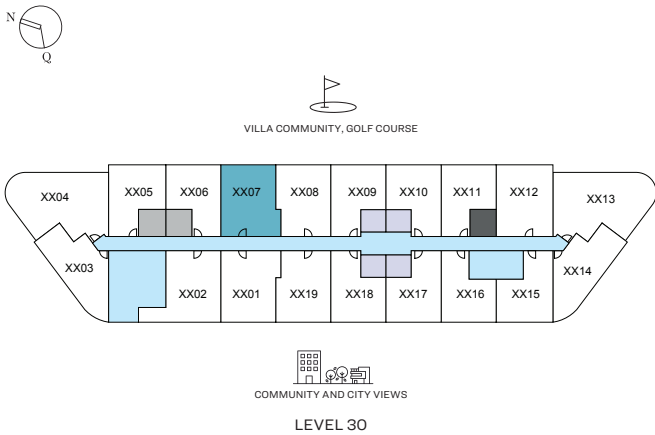 N
Q
VILLA COMMUNITY, GOLF COURSE
XX04
XX05
XX06
XX07
XX08
XX09
XX10
XX11
XX12
XX13
XX03
XX02
XX01
XX19
XX18
XX17
XX16
XX15
XX14
COMMUNITY AND CITY VIEWS
LEVEL 30